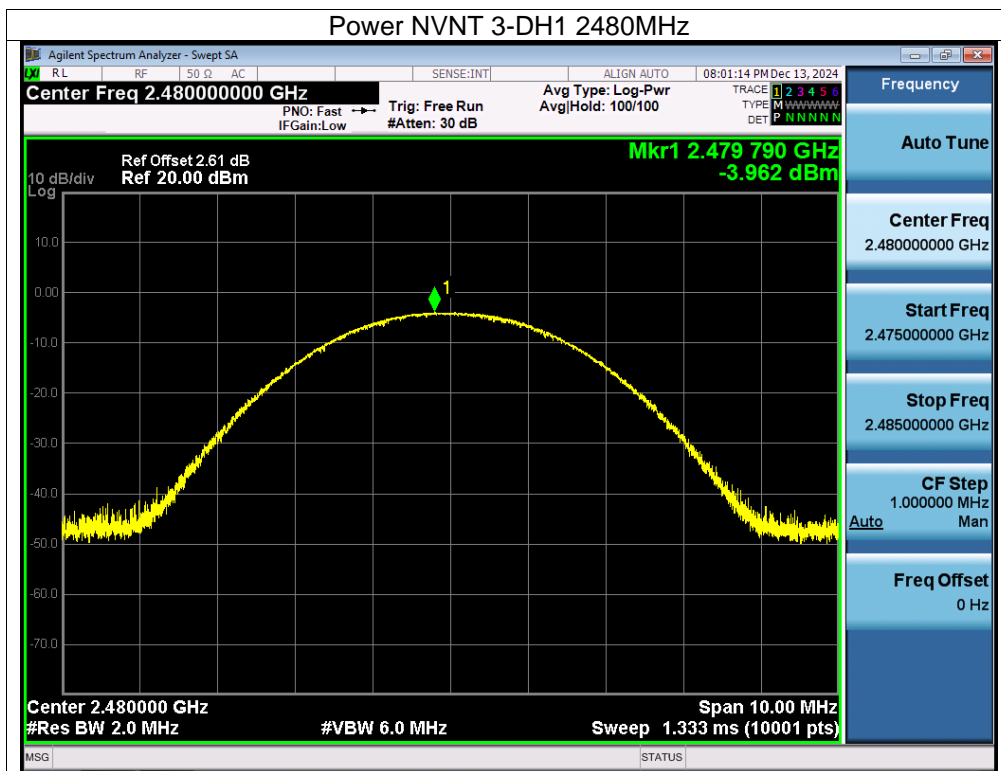 Power NVNT 3-DH1 2480MHz
Agilent Spectrum Analyzer - Swept SA
LXI RL RF 50 Ω AC SENSE:INT ALIGN AUTO 08:01:14 PM Dec 13, 2024
Center Freq 2.480000000 GHz
PNO: Fast
IFGain:Low
Trig: Free Run
#Atten: 30 dB
Avg Type: Log-Pwr
Avg|Hold: 100/100
TRACE 1 2 3 4 5 6
TYPE M WWWWW
DET P N N N N N
Mkr1 2.479 790 GHz
-3.962 dBm
Ref Offset 2.61 dB
10 dB/div Ref 20.00 dBm
Log
10.0
0.00
-10.0
-20.0
-30.0
-40.0
-50.0
-60.0
-70.0
1
Center 2.480000 GHz Span 10.00 MHz
#Res BW 2.0 MHz #VBW 6.0 MHz Sweep 1.333 ms (10001 pts)
MSG STATUS
Frequency
Auto Tune
Center Freq
2.480000000 GHz
Start Freq
2.475000000 GHz
Stop Freq
2.485000000 GHz
CF Step
1.000000 MHz
Auto Man
Freq Offset
0 Hz